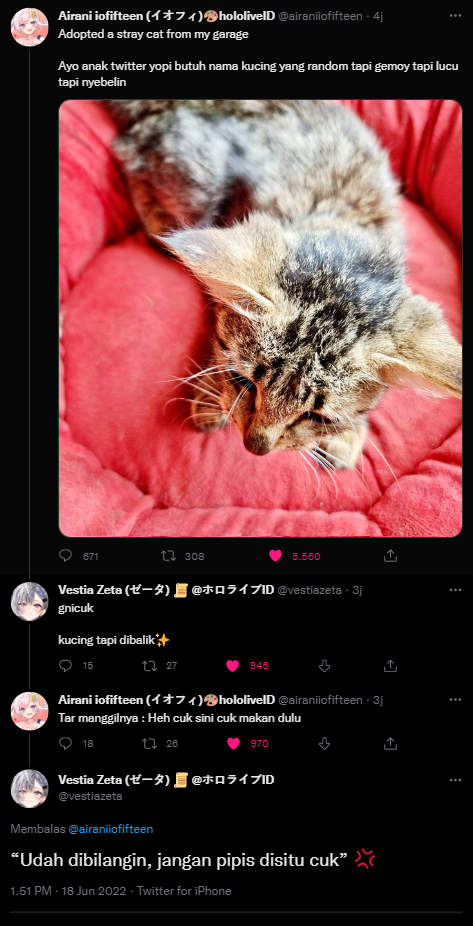 Airani iofifteen (イオフィ)🎨hololiveID @airaniiofifteen · 4j
Adopted a stray cat from my garage
Ayo anak twitter yopi butuh nama kucing yang random tapi gemoy tapi lucu
tapi nyebelin
671 308 5.560
Vestia Zeta (ゼータ) 📜 @ホロライブID @vestiazeta · 3j
gnicuk
kucing tapi dibalik✨
15 27 945
Airani iofifteen (イオフィ)🎨hololiveID @airaniiofifteen · 3j
Tar manggilnya : Heh cuk sini cuk makan dulu
18 26 970
Vestia Zeta (ゼータ) 📜 @ホロライブID
@vestiazeta
Membalas @airaniiofifteen
“Udah dibilangin, jangan pipis disitu cuk” 💢
1.51 PM · 18 Jun 2022 · Twitter for iPhone